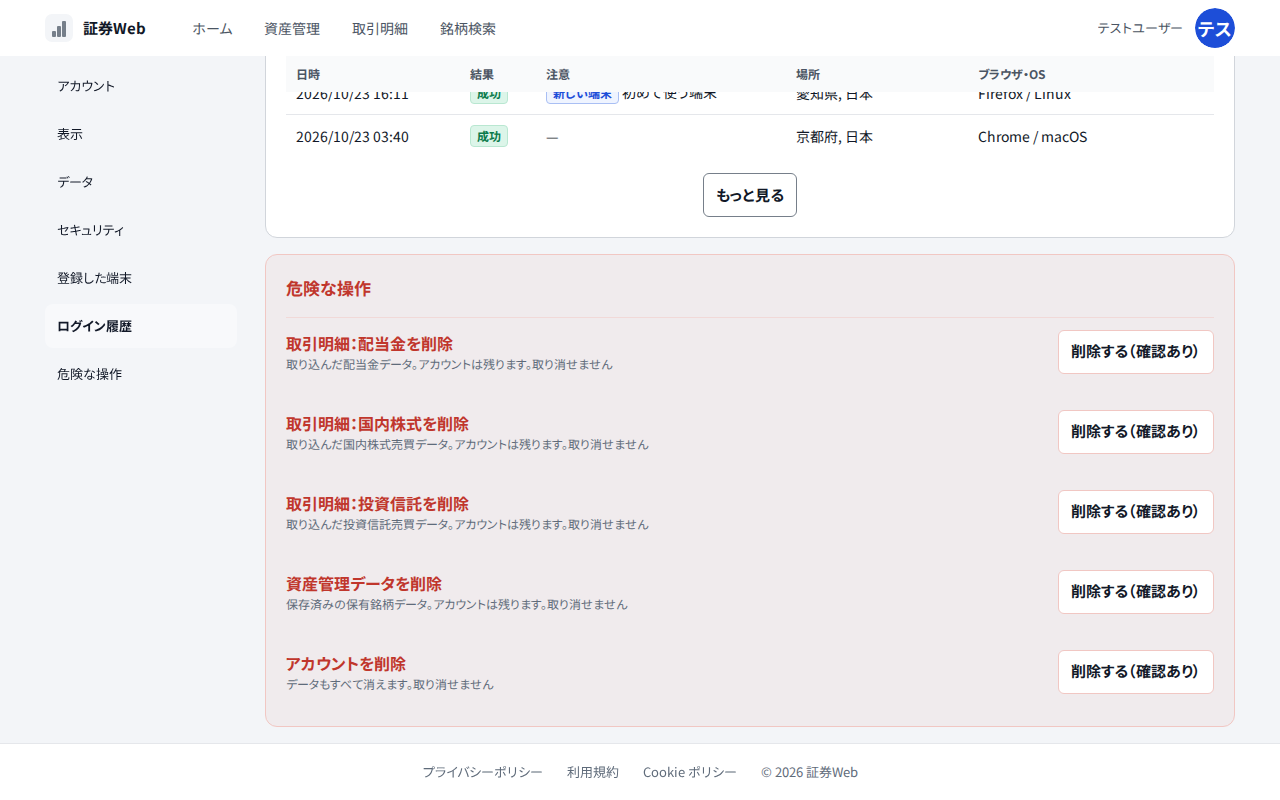 証券Web
ホーム 資産管理 取引明細 銘柄検索
テストユーザー テス
アカウント
表示
データ
セキュリティ
登録した端末
ログイン履歴
危険な操作
日時 結果 注意 場所 ブラウザ・OS
2026/10/23 16:11 成功 新しい端末 初めて使う端末 愛知県, 日本 Firefox / Linux
2026/10/23 03:40 成功 — 京都府, 日本 Chrome / macOS
もっと見る
危険な操作
取引明細：配当金を削除
取り込んだ配当金データ。アカウントは残ります。取り消せません
削除する（確認あり）
取引明細：国内株式を削除
取り込んだ国内株式売買データ。アカウントは残ります。取り消せません
削除する（確認あり）
取引明細：投資信託を削除
取り込んだ投資信託売買データ。アカウントは残ります。取り消せません
削除する（確認あり）
資産管理データを削除
保存済みの保有銘柄データ。アカウントは残ります。取り消せません
削除する（確認あり）
アカウントを削除
データもすべて消えます。取り消せません
削除する（確認あり）
プライバシーポリシー 利用規約 Cookie ポリシー © 2026 証券Web